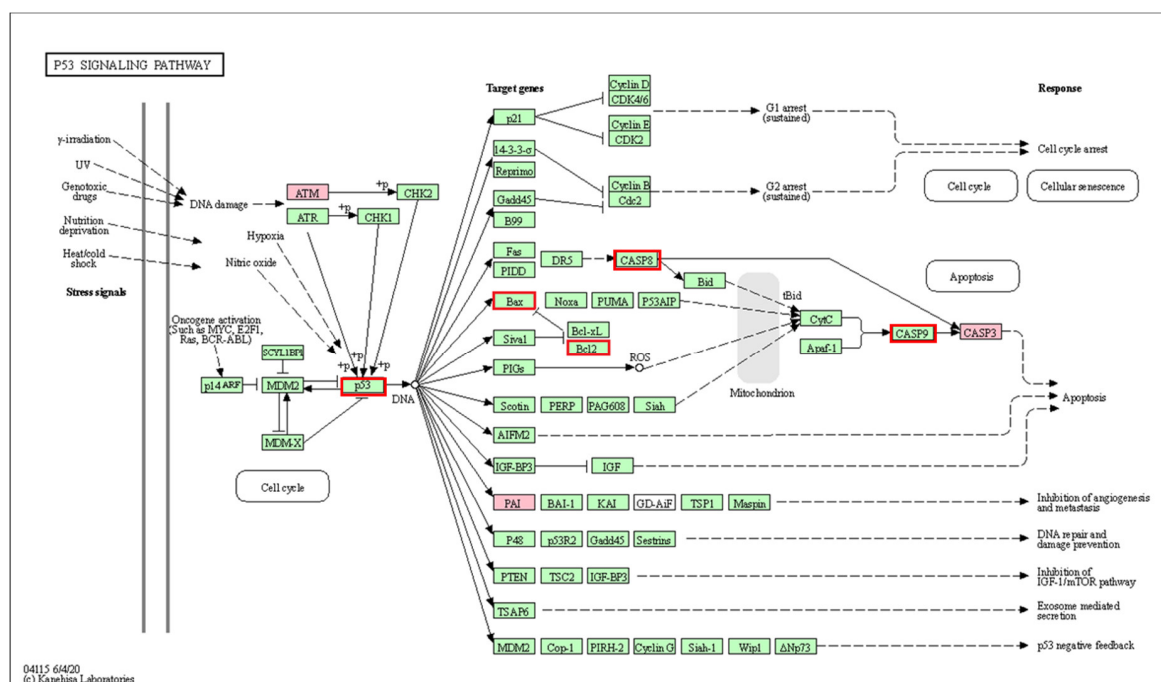 P53 SIGNALING PATHWAY
Target genes
Response
Stress signals
γ-irradiation
UV
Genotoxic
drugs
Nutrition
deprivation
Heat/cold
shock
DNA damage
ATM
+p
CHK2
ATR
+p
CHK1
Hypoxia
Nitric oxide
Oncogene activation
(Such as MYC, E2F1,
Ras, BCR-ABL)
SCYL1BP1
p14 ARF
MDM2
MDM-X
+p
+p
+p
p53
DNA
Cell cycle
p21
Cyclin D
CDK4/6
Cyclin E
CDK2
G1 arrest
(sustained)
14-3-3-σ
Reprimo
Gadd45
B99
Cyclin B
Cdc2
G2 arrest
(sustained)
Cell cycle arrest
Cell cycle
Cellular senescence
Fas
PIDD
DR5
CASP8
Bid
tBid
Apoptosis
Bax
Noxa
PUMA
P53AIP
Bcl-xL
Bcl2
Siva1
CytC
Apaf-1
CASP9
CASP3
PIGs
ROS
Mitochondrion
Scotin
PERP
PAG608
Siah
Apoptosis
AIFM2
IGF-BP3
IGF
PAI
BAI-1
KAI
GD-AiF
TSP1
Maspin
Inhibition of angiogenesis
and metastasis
P48
p53R2
Gadd45
Sestrins
DNA repair and
damage prevention
PTEN
TSC2
IGF-BP3
Inhibition of
IGF-1/mTOR pathway
TSAP6
Exosome mediated
secretion
MDM2
Cop-1
PIRH-2
Cyclin G
Siah-1
Wip1
ΔNp73
p53 negative feedback
04115 6/4/20
(c) Kanehisa Laboratories